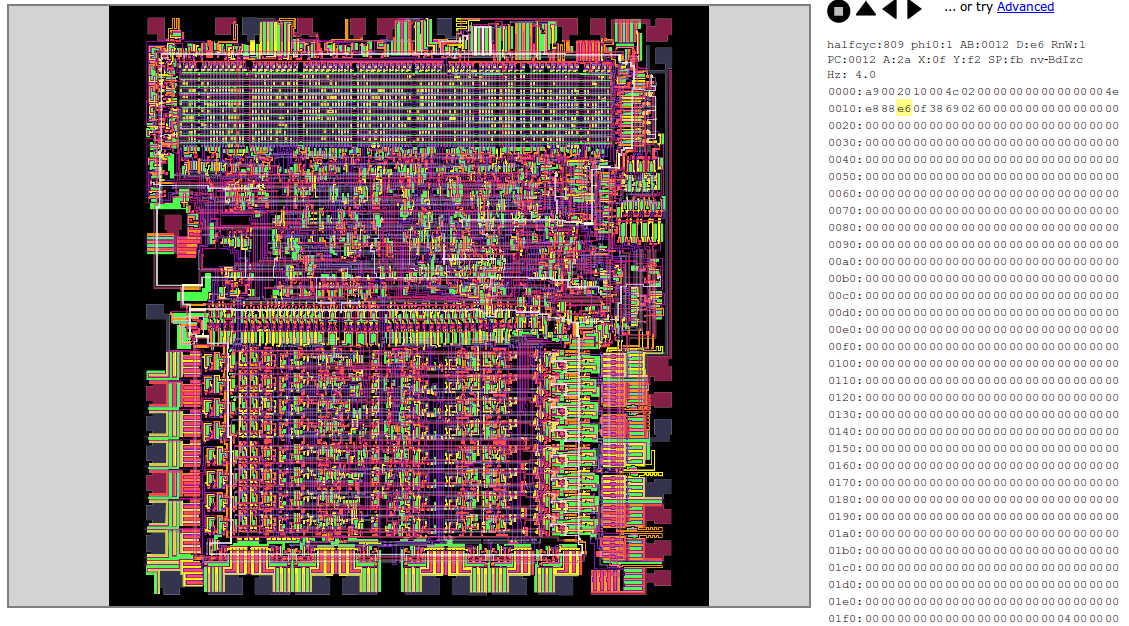 ... or try Advanced
halfcyc:809 phi0:1 AB:0012 D:e6 RnW:1
PC:0012 A:2a X:0f Y:f2 SP:fb nv-BdIzc
Hz: 4.0
0000: a9 00 20 10 00 4c 02 00 00 00 00 00 00 00 00 4e
0010: e8 88 e6 0f 38 69 02 60 00 00 00 00 00 00 00 00
0020: 00 00 00 00 00 00 00 00 00 00 00 00 00 00 00 00
0030: 00 00 00 00 00 00 00 00 00 00 00 00 00 00 00 00
0040: 00 00 00 00 00 00 00 00 00 00 00 00 00 00 00 00
0050: 00 00 00 00 00 00 00 00 00 00 00 00 00 00 00 00
0060: 00 00 00 00 00 00 00 00 00 00 00 00 00 00 00 00
0070: 00 00 00 00 00 00 00 00 00 00 00 00 00 00 00 00
0080: 00 00 00 00 00 00 00 00 00 00 00 00 00 00 00 00
0090: 00 00 00 00 00 00 00 00 00 00 00 00 00 00 00 00
00a0: 00 00 00 00 00 00 00 00 00 00 00 00 00 00 00 00
00b0: 00 00 00 00 00 00 00 00 00 00 00 00 00 00 00 00
00c0: 00 00 00 00 00 00 00 00 00 00 00 00 00 00 00 00
00d0: 00 00 00 00 00 00 00 00 00 00 00 00 00 00 00 00
00e0: 00 00 00 00 00 00 00 00 00 00 00 00 00 00 00 00
00f0: 00 00 00 00 00 00 00 00 00 00 00 00 00 00 00 00
0100: 00 00 00 00 00 00 00 00 00 00 00 00 00 00 00 00
0110: 00 00 00 00 00 00 00 00 00 00 00 00 00 00 00 00
0120: 00 00 00 00 00 00 00 00 00 00 00 00 00 00 00 00
0130: 00 00 00 00 00 00 00 00 00 00 00 00 00 00 00 00
0140: 00 00 00 00 00 00 00 00 00 00 00 00 00 00 00 00
0150: 00 00 00 00 00 00 00 00 00 00 00 00 00 00 00 00
0160: 00 00 00 00 00 00 00 00 00 00 00 00 00 00 00 00
0170: 00 00 00 00 00 00 00 00 00 00 00 00 00 00 00 00
0180: 00 00 00 00 00 00 00 00 00 00 00 00 00 00 00 00
0190: 00 00 00 00 00 00 00 00 00 00 00 00 00 00 00 00
01a0: 00 00 00 00 00 00 00 00 00 00 00 00 00 00 00 00
01b0: 00 00 00 00 00 00 00 00 00 00 00 00 00 00 00 00
01c0: 00 00 00 00 00 00 00 00 00 00 00 00 00 00 00 00
01d0: 00 00 00 00 00 00 00 00 00 00 00 00 00 00 00 00
01e0: 00 00 00 00 00 00 00 00 00 00 00 00 00 00 00 00
01f0: 00 00 00 00 00 00 00 00 00 00 00 00 04 00 00 00